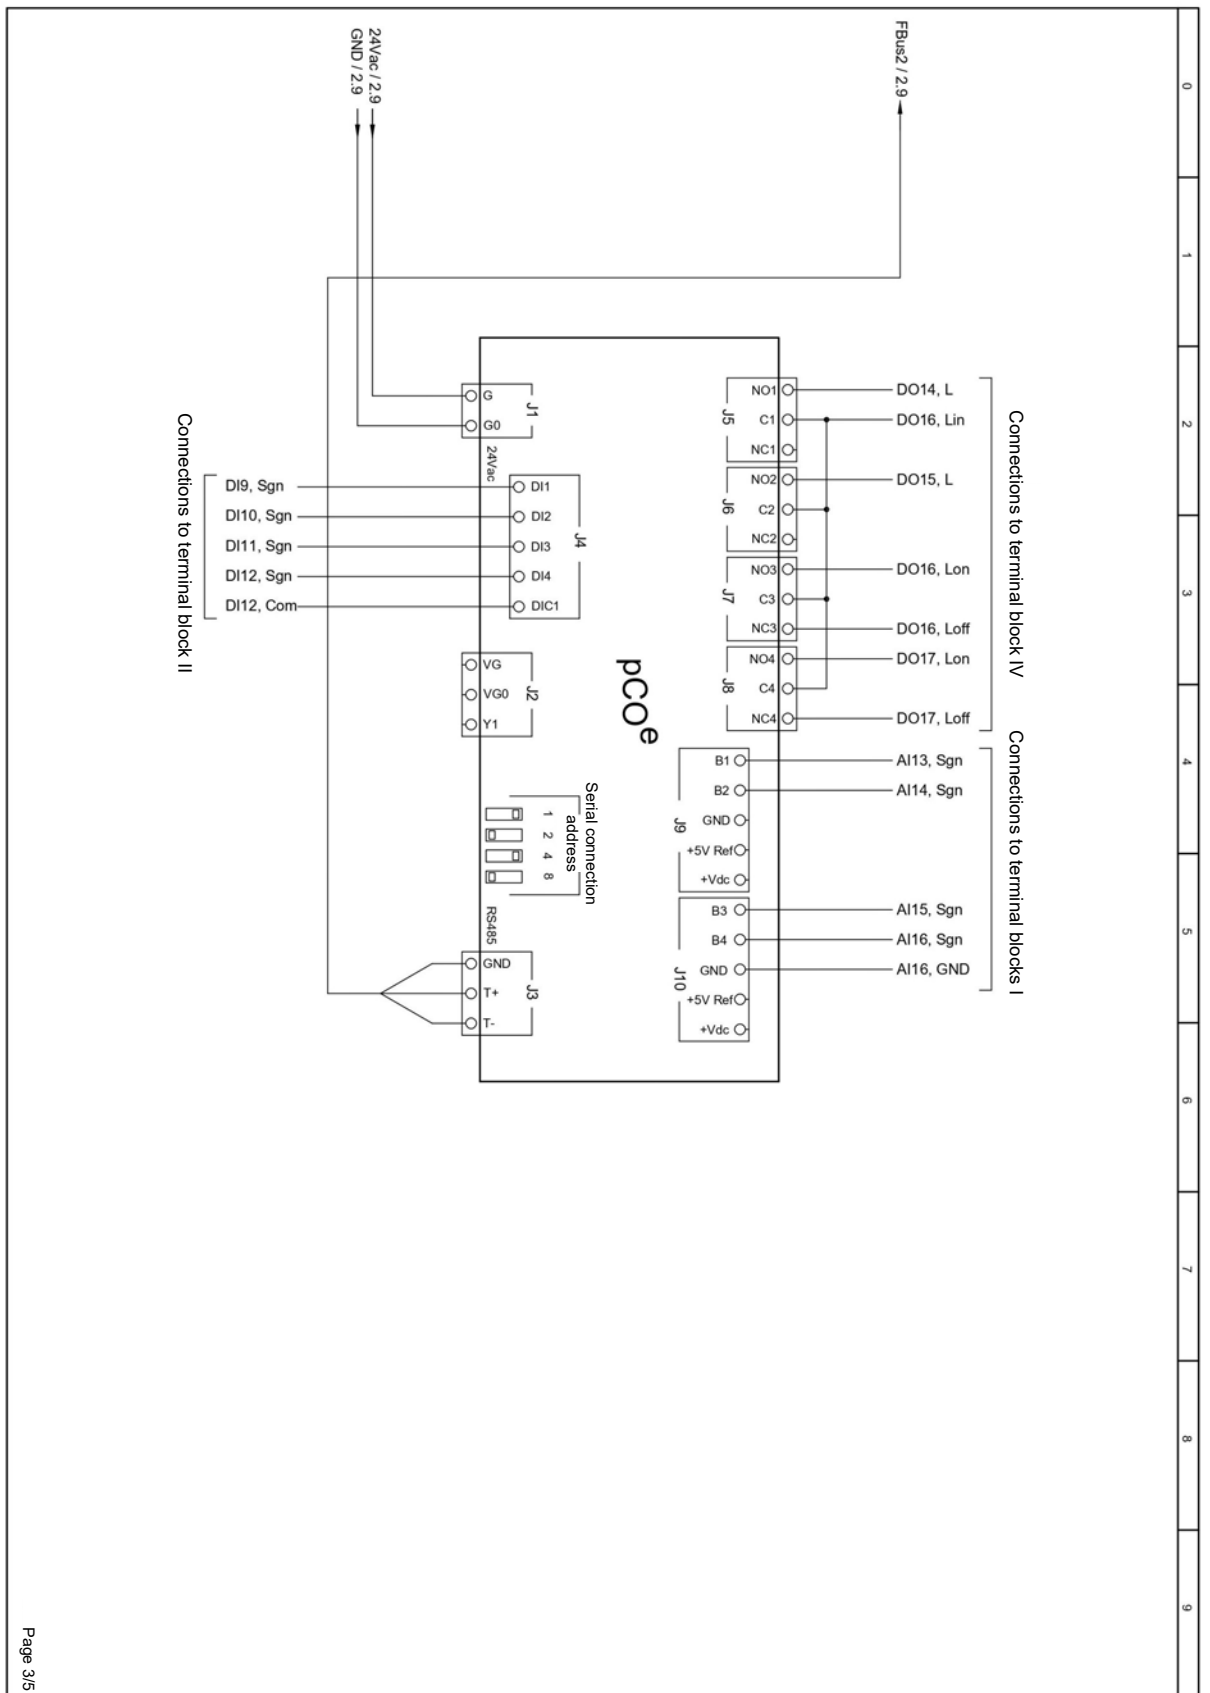 0
1
2
3
4
5
6
7
8
9
FBus2 / 2.9
24Vac / 2.9
GND / 2.9
Connections to terminal block IV
DO14, L
DO16, Lin
DO15, L
DO16, Lon
DO16, Loff
DO17, Lon
DO17, Loff
Connections to terminal blocks I
AI13, Sgn
AI14, Sgn
AI15, Sgn
AI16, Sgn
AI16, GND
NO1
C1
NC1
J5
NO2
C2
NC2
J6
NO3
C3
NC3
J7
NO4
C4
NC4
J8
B1
B2
GND
+5V Ref
+Vdc
J9
B3
B4
GND
+5V Ref
+Vdc
J10
pCOe
J1
G
G0
24Vac
J4
DI1
DI2
DI3
DI4
DIC1
J2
VG
VG0
Y1
Serial connection
address
1
2
4
8
RS485
J3
GND
T+
T-
DI9, Sgn
DI10, Sgn
DI11, Sgn
DI12, Sgn
DI12, Com
Connections to terminal block II
Page 3/5